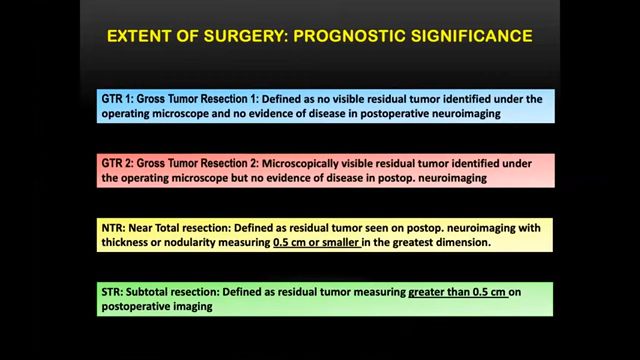 EXTENT OF SURGERY: PROGNOSTIC SIGNIFICANCE
GTR 1: Gross Tumor Resection 1: Defined as no visible residual tumor identified under the
operating microscope and no evidence of disease in postoperative neuroimaging
GTR 2: Gross Tumor Resection 2: Microscopically visible residual tumor identified under
the operating microscope but no evidence of disease in postop. neuroimaging
NTR: Near Total resection: Defined as residual tumor seen on postop. neuroimaging with
thickness or nodularity measuring 0.5 cm or smaller in the greatest dimension.
STR: Subtotal resection: Defined as residual tumor measuring greater than 0.5 cm on
postoperative imaging